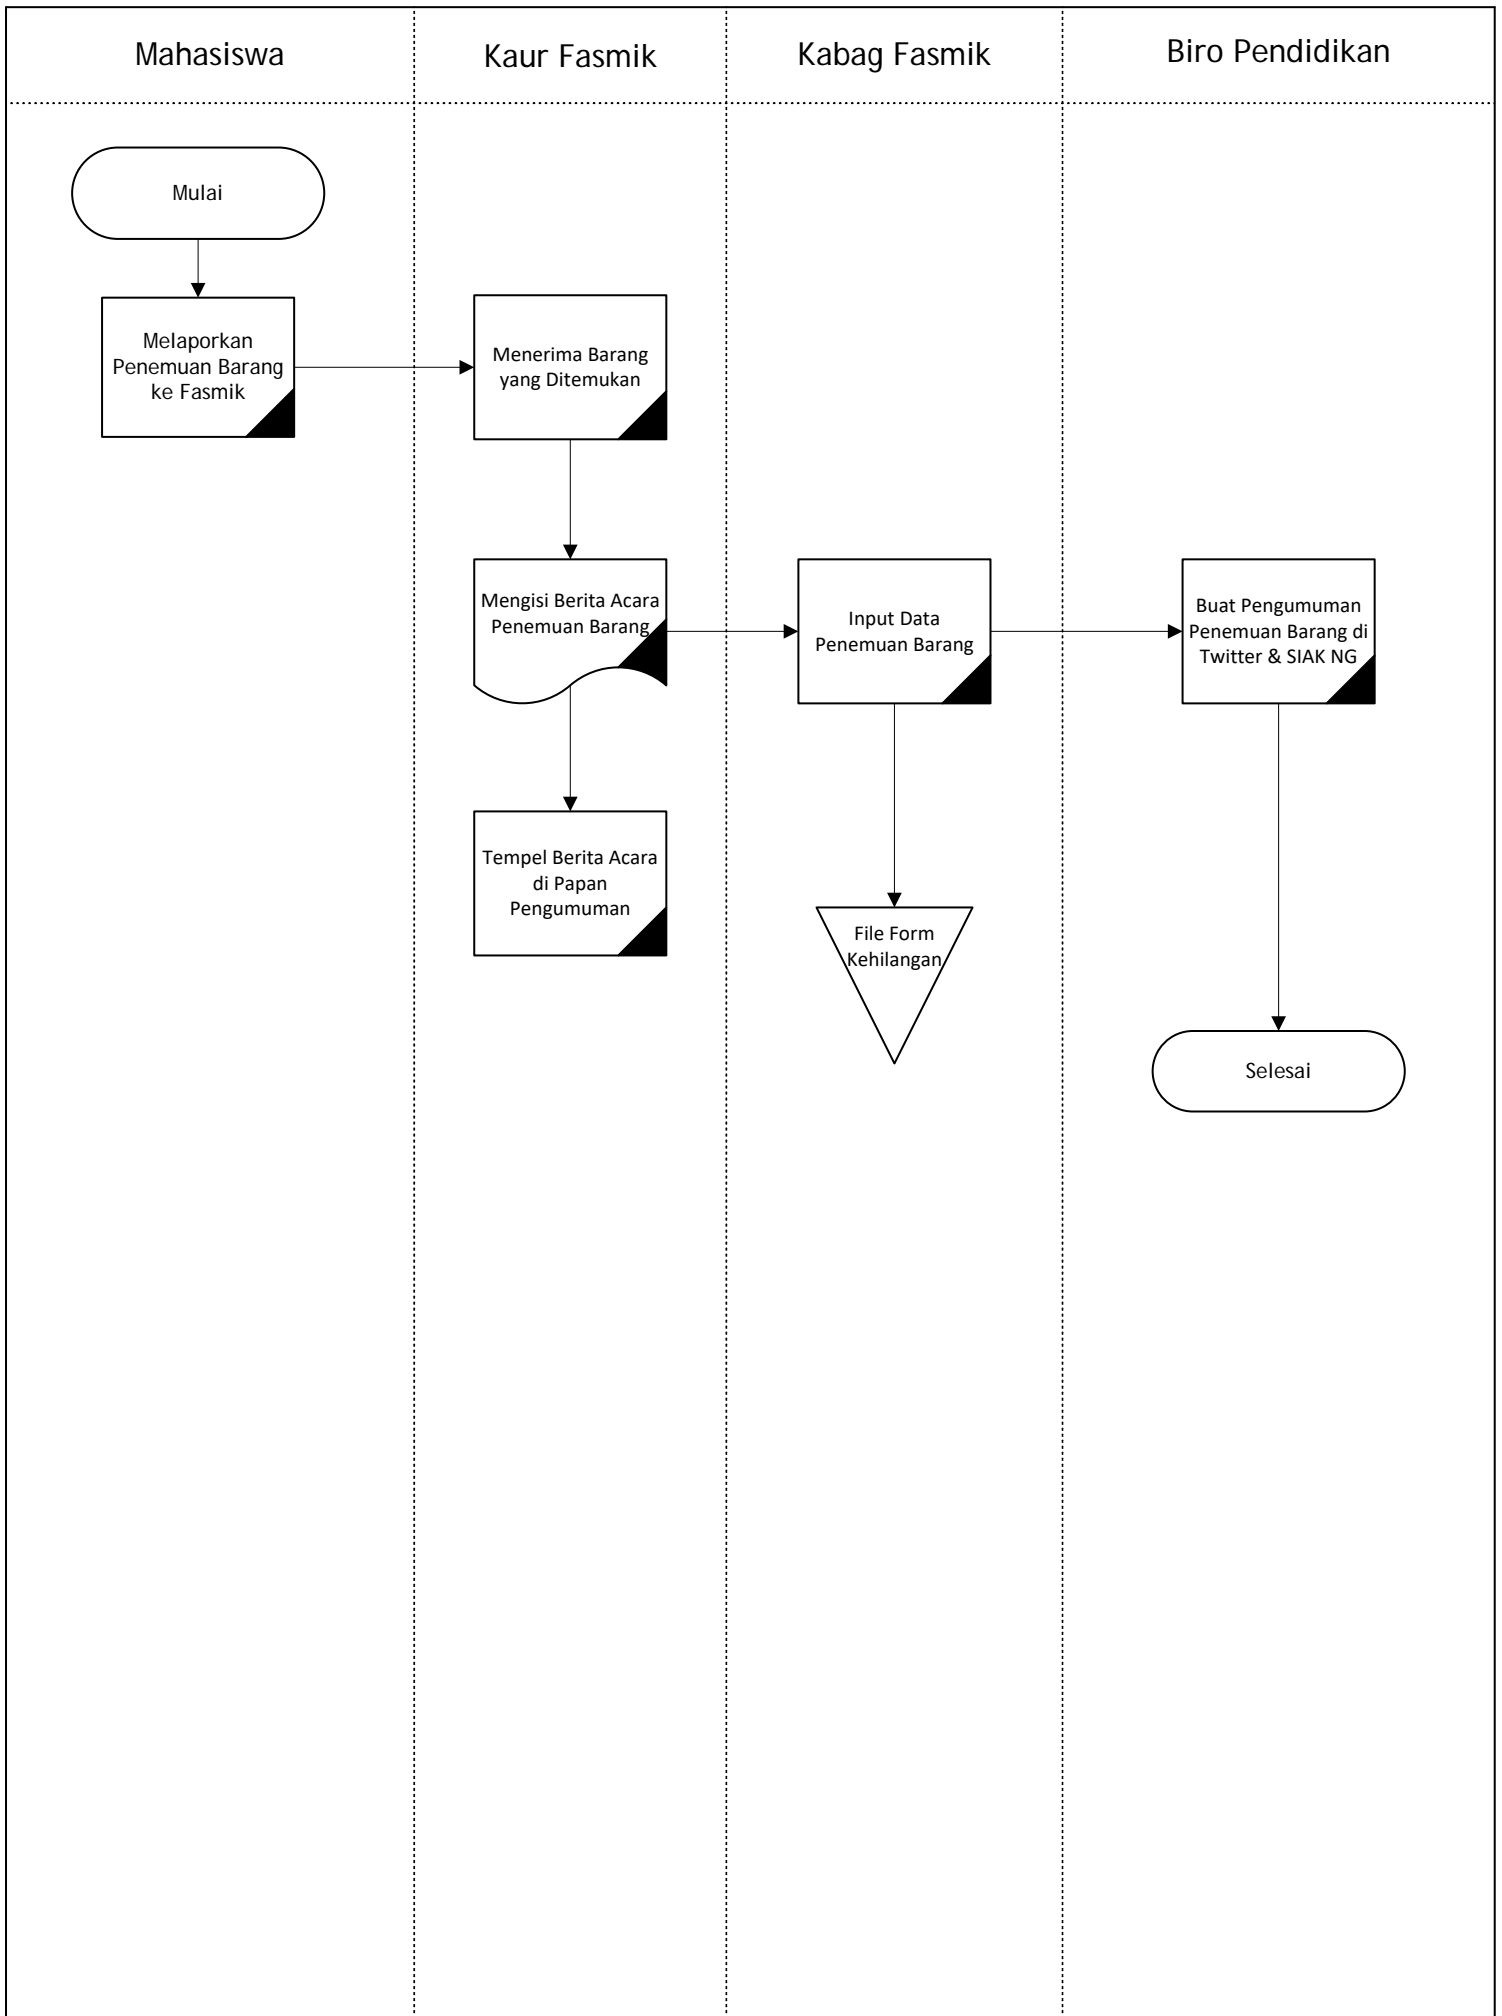 Mahasiswa
Kaur Fasmik
Kabag Fasmik
Biro Pendidikan
Mulai
Melaporkan
Penemuan Barang
ke Fasmik
Menerima Barang
yang Ditemukan
Mengisi Berita Acara
Penemuan Barang
Input Data
Penemuan Barang
Buat Pengumuman
Penemuan Barang di
Twitter & SIAK NG
Tempel Berita Acara
di Papan
Pengumuman
File Form
Kehilangan
Selesai